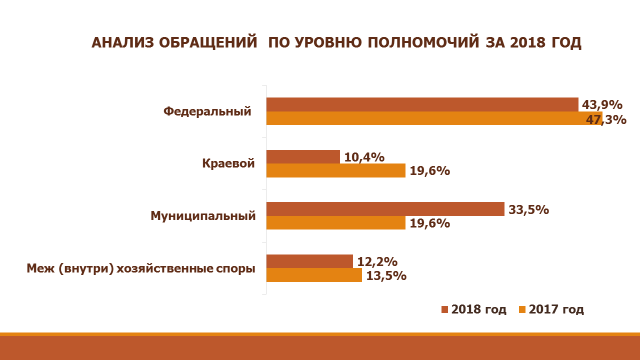 АНАЛИЗ ОБРАЩЕНИЙ ПО УРОВНЮ ПОЛНОМОЧИЙ ЗА 2018 ГОД
Федеральный
43,9%
47,3%
Краевой
10,4%
19,6%
Муниципальный
33,5%
19,6%
Меж (внутри) хозяйственные споры
12,2%
13,5%
2018 год
2017 год